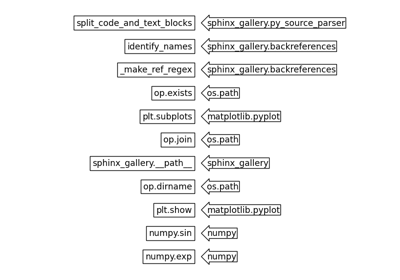 split_code_and_text_blocks sphinx_gallery.py_source_parser
identify_names sphinx_gallery.backreferences
_make_ref_regex sphinx_gallery.backreferences
op.exists os.path
plt.subplots matplotlib.pyplot
op.join os.path
sphinx_gallery.__path__ sphinx_gallery
op.dirname os.path
plt.show matplotlib.pyplot
numpy.sin numpy
numpy.exp numpy